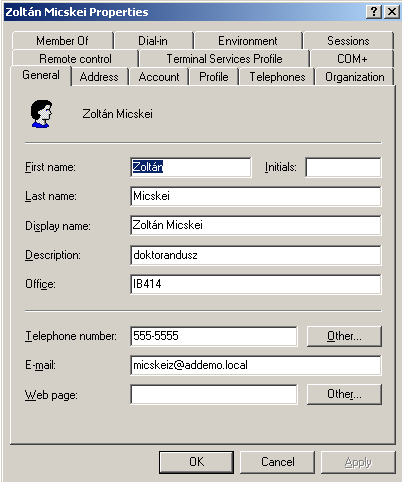 Zoltán Micskei Properties
Member Of Dial-in Environment Sessions
Remote control Terminal Services Profile COM+
General Address Account Profile Telephones Organization
Zoltán Micskei
First name: Zoltán Initials:
Last name: Micskei
Display name: Zoltán Micskei
Description: doktorandusz
Office: IB414
Telephone number: 555-5555 Other...
E-mail: micskeiz@addemo.local
Web page: Other...
OK Cancel Apply